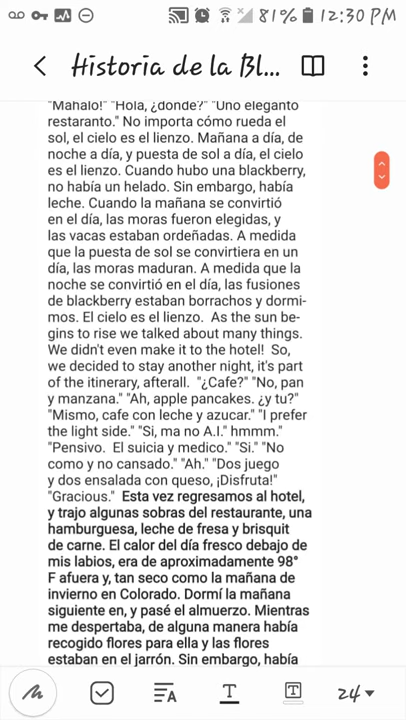 81% 12:30 PM
Historia de la Bl...
"Mahalo!" "Hola, ¿donde?" "Uno eleganto
restaranto." No importa cómo rueda el
sol, el cielo es el lienzo. Mañana a día, de
noche a día, y puesta de sol a día, el cielo
es el lienzo. Cuando hubo una blackberry,
no había un helado. Sin embargo, había
leche. Cuando la mañana se convirtió
en el día, las moras fueron elegidas, y
las vacas estaban ordeñadas. A medida
que la puesta de sol se convirtiera en un
día, las moras maduran. A medida que la
noche se convirtió en el día, las fusiones
de blackberry estaban borrachos y dormi-
mos. El cielo es el lienzo.  As the sun be-
gins to rise we talked about many things.
We didn't even make it to the hotel!  So,
we decided to stay another night, it's part
of the itinerary, afterall.  "¿Cafe?" "No, pan
y manzana." "Ah, apple pancakes. ¿y tu?"
"Mismo, cafe con leche y azucar." "I prefer
the light side." "Si, ma no A.I." hmmm."
"Pensivo.  El suicia y medico." "Si." "No
como y no cansado." "Ah." "Dos juego
y dos ensalada con queso, ¡Disfruta!"
"Gracious."  Esta vez regresamos al hotel,
y trajo algunas sobras del restaurante, una
hamburguesa, leche de fresa y brisquit
de carne. El calor del día fresco debajo de
mis labios, era de aproximadamente 98°
F afuera y, tan seco como la mañana de
invierno en Colorado. Dormí la mañana
siguiente en, y pasé el almuerzo. Mientras
me despertaba, de alguna manera había
recogido flores para ella y las flores
estaban en el jarrón. Sin embargo, había
A T T 24